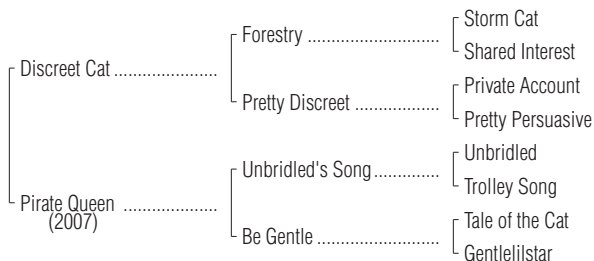 Discreet Cat ......................
Pirate Queen ....................
(2007)
Forestry ............................
Pretty Discreet ..................
Unbridled's Song..............
Be Gentle ..........................
Storm Cat
Shared Interest
Private Account
Pretty Persuasive
Unbridled
Trolley Song
Tale of the Cat
Gentlelilstar